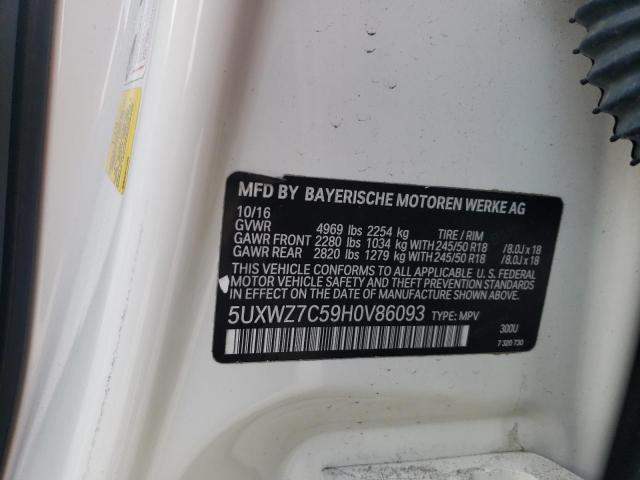 MFD BY BAYERISCHE MOTOREN WERKE AG
10/16
GVWR 4969 lbs 2254 kg TIRE / RIM
GAWR FRONT 2280 lbs 1034 kg WITH 245/50 R18 /8.0J x 18
GAWR REAR 2820 lbs 1279 kg WITH 245/50 R18 /8.0J x 18
THIS VEHICLE CONFORMS TO ALL APPLICABLE U.S. FEDERAL
MOTOR VEHICLE SAFETY AND THEFT PREVENTION STANDARDS
IN EFFECT ON THE DATE OF MANUFACTURE SHOWN ABOVE.
5UXWZ7C59H0V86093 TYPE: MPV
300U
7 320 730